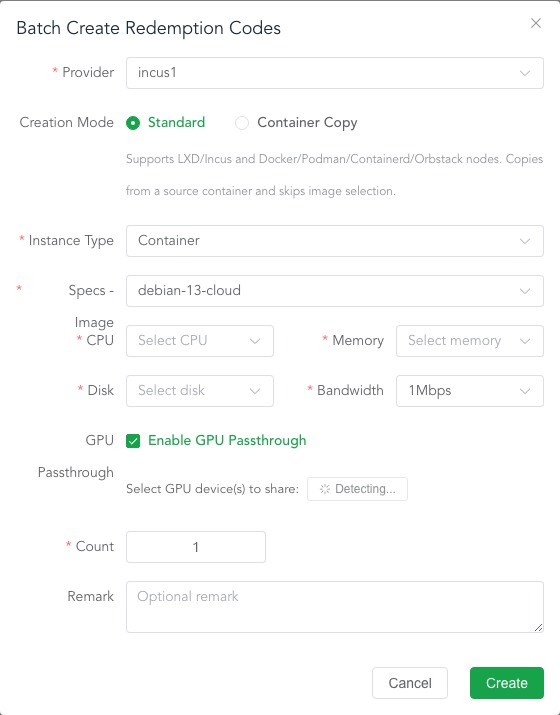 Batch Create Redemption Codes
* Provider
incus1
Creation Mode
Standard
Container Copy
Supports LXD/Incus and Docker/Podman/Containerd/Orbstack nodes. Copies
from a source container and skips image selection.
* Instance Type
Container
* Specs -
Image
debian-13-cloud
* CPU
Select CPU
* Memory
Select memory
* Disk
Select disk
* Bandwidth
1Mbps
GPU
Passthrough
Enable GPU Passthrough
Select GPU device(s) to share:
Detecting...
* Count
1
Remark
Optional remark
Cancel
Create